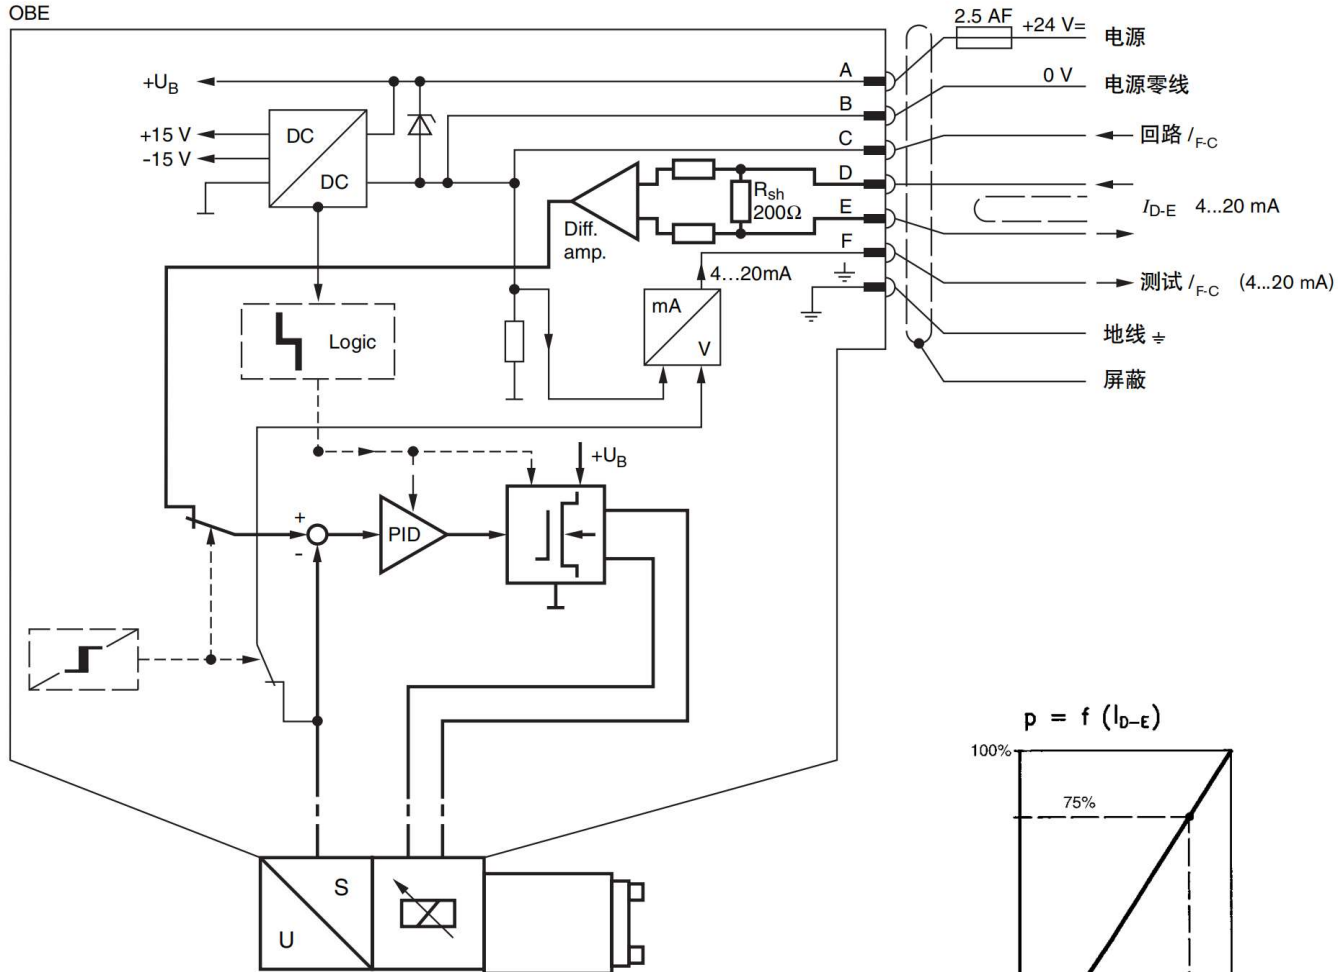 OBE
2.5 AF
+24 V=
电源
A
+U_B
0 V
电源零线
B
C
回路 I_F-C
+15 V
-15 V
DC
DC
D
R_sh
200Ω
E
I_D-E 4...20 mA
Diff.
amp.
F
4...20mA
测试 I_F-C (4...20 mA)
mA
V
地线
Logic
屏蔽
+U_B
+
-
PID
p = f (I_D-E)
100%
75%
S
U